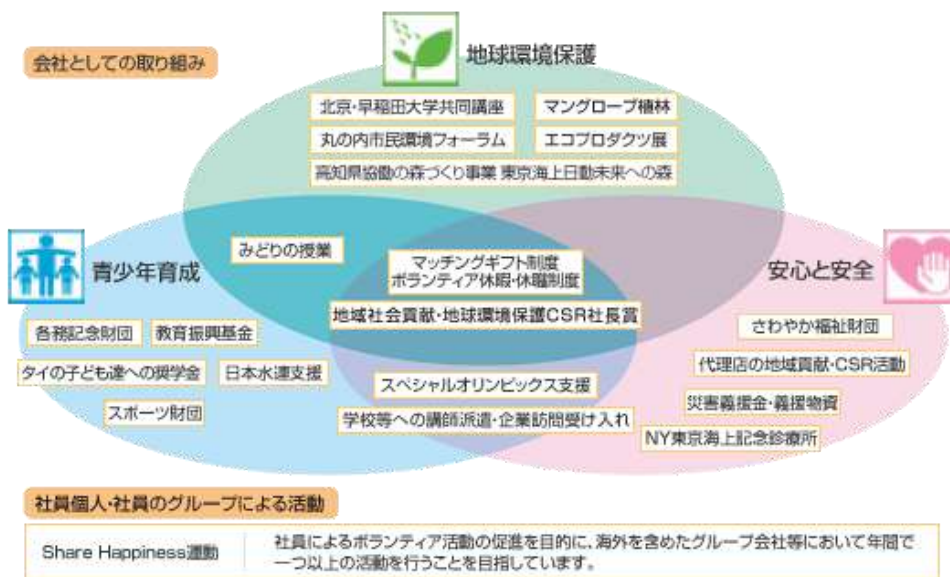 会社としての取り組み
地球環境保護
北京・早稲田大学共同講座
マングローブ植林
丸の内市民環境フォーラム
エコプロダクツ展
高知県協働の森づくり事業 東京海上日動未来への森
青少年育成
みどりの授業
マッチングギフト制度
ボランティア休暇・休職制度
安心と安全
地域社会貢献・地球環境保護CSR社長賞
各務記念財団
教育振興基金
さわやか福祉財団
タイの子ども達への奨学金
日本水連支援
代理店の地域貢献・CSR活動
スペシャルオリンピックス支援
スポーツ財団
災害義援金・義援物資
学校等への講師派遣・企業訪問受け入れ
NY東京海上記念診療所
社員個人・社員のグループによる活動
Share Happiness運動
社員によるボランティア活動の促進を目的に、海外を含めたグループ会社等において年間で
一つ以上の活動を行うことを目指しています。